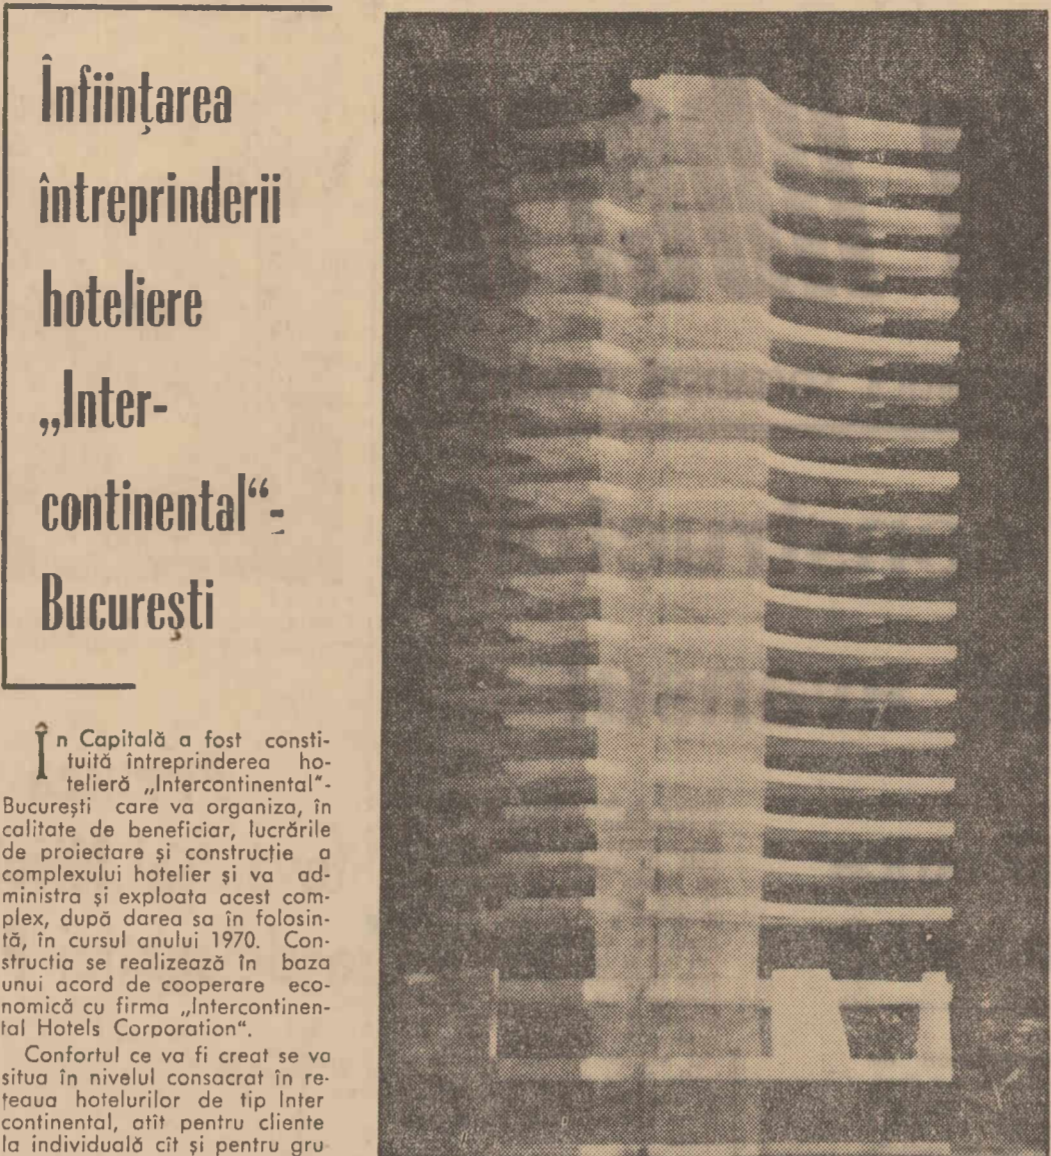 Înființarea
întreprinderii
hoteliere
„Inter-
continental“-
București
În Capitală a fost consti-
tuită întreprinderea ho-
telieră „Intercontinental“-
București care va organiza, în
calitate de beneficiar, lucrările
de proiectare și construcție a
complexului hotelier și va ad-
ministra și exploata acest com-
plex, după darea sa în folosin-
tă, în cursul anului 1970. Con-
structia se realizează în baza
unui acord de cooperare eco-
nomică cu firma „Intercontinen-
tal Hotels Corporation“.
Confortul ce va fi creat se va
situa în nivelul consacrat în re-
țeaua hotelurilor de tip Inter
continental, atît pentru cliente
la individuală cît și pentru gru